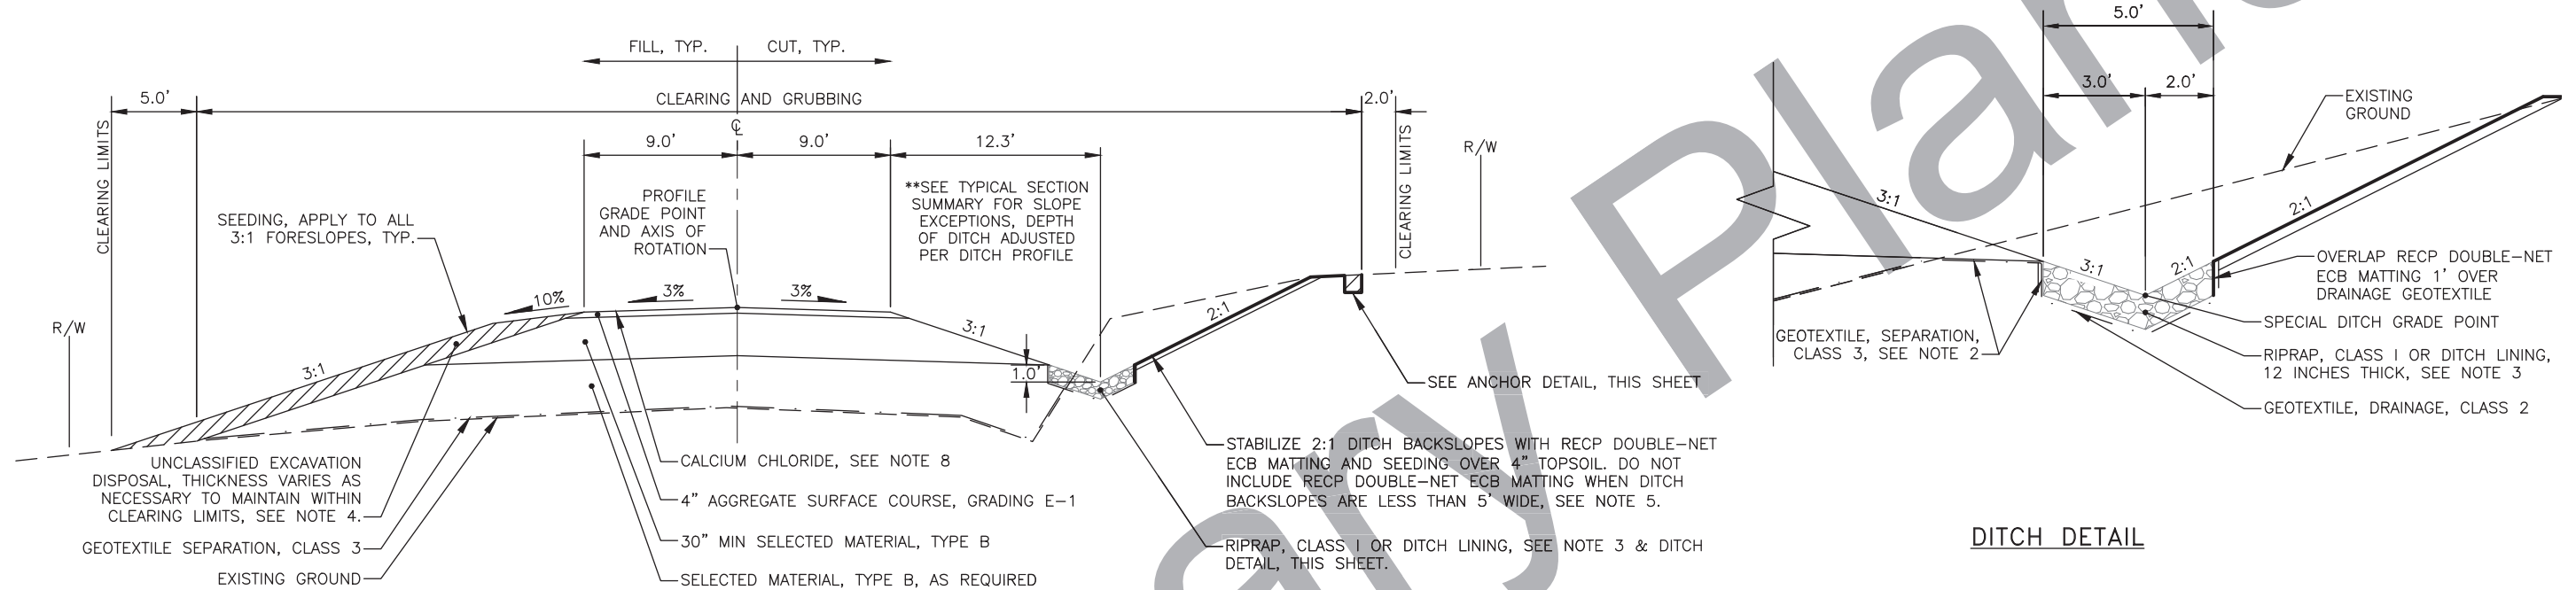 FILL, TYP.
CUT, TYP.
5.0'
CLEARING AND GRUBBING
2.0'
CLEARING LIMITS
℄
9.0'
9.0'
12.3'
CLEARING LIMITS
R/W
R/W
SEEDING, APPLY TO ALL
3:1 FORESLOPES, TYP.
PROFILE
GRADE POINT
AND AXIS OF
ROTATION
**SEE TYPICAL SECTION
SUMMARY FOR SLOPE
EXCEPTIONS, DEPTH
OF DITCH ADJUSTED
PER DITCH PROFILE
10%
3%
3%
3:1
3:1
2:1
1.0'
SEE ANCHOR DETAIL, THIS SHEET
UNCLASSIFIED EXCAVATION
DISPOSAL, THICKNESS VARIES AS
NECESSARY TO MAINTAIN WITHIN
CLEARING LIMITS, SEE NOTE 4.
GEOTEXTILE SEPARATION, CLASS 3
EXISTING GROUND
CALCIUM CHLORIDE, SEE NOTE 8
4" AGGREGATE SURFACE COURSE, GRADING E-1
30" MIN SELECTED MATERIAL, TYPE B
SELECTED MATERIAL, TYPE B, AS REQUIRED
STABILIZE 2:1 DITCH BACKSLOPES WITH RECP DOUBLE-NET
ECB MATTING AND SEEDING OVER 4" TOPSOIL. DO NOT
INCLUDE RECP DOUBLE-NET ECB MATTING WHEN DITCH
BACKSLOPES ARE LESS THAN 5' WIDE, SEE NOTE 5.
RIPRAP, CLASS I OR DITCH LINING, SEE NOTE 3 & DITCH
DETAIL, THIS SHEET.
5.0'
3.0'
2.0'
EXISTING
GROUND
3:1
2:1
3:1
2:1
OVERLAP RECP DOUBLE-NET
ECB MATTING 1' OVER
DRAINAGE GEOTEXTILE
SPECIAL DITCH GRADE POINT
RIPRAP, CLASS I OR DITCH LINING,
12 INCHES THICK, SEE NOTE 3
GEOTEXTILE, DRAINAGE, CLASS 2
GEOTEXTILE, SEPARATION,
CLASS 3, SEE NOTE 2
DITCH DETAIL